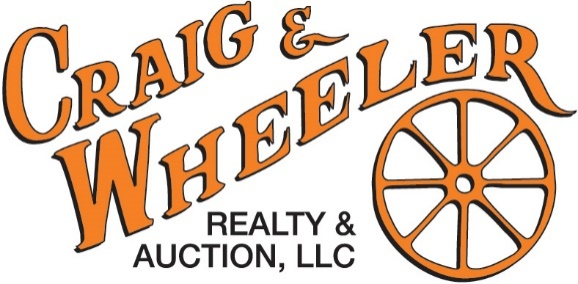 CRAIG &
WHEELER
REALTY &
AUCTION, LLC